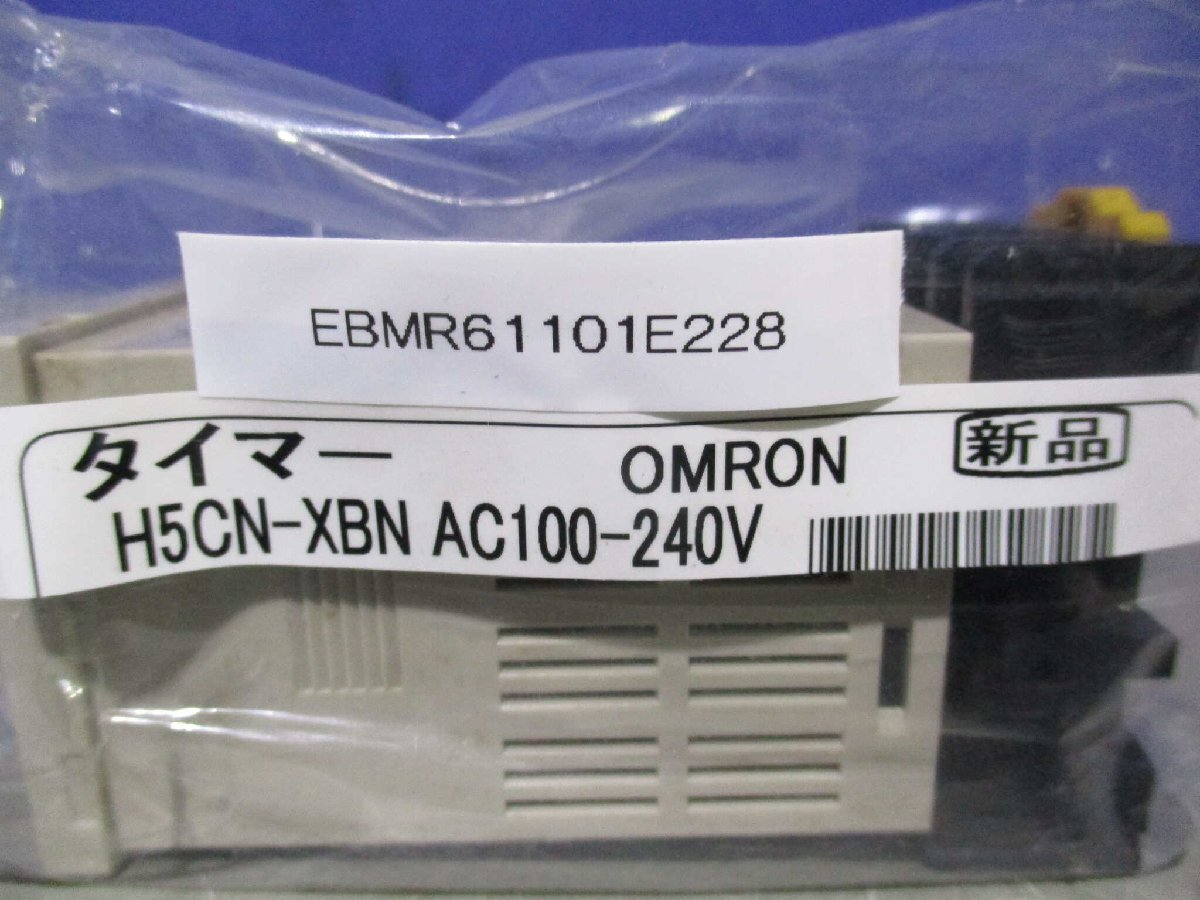 EBMR61101E228
タイマー OMRON 新品
H5CN-XBN AC100-240V